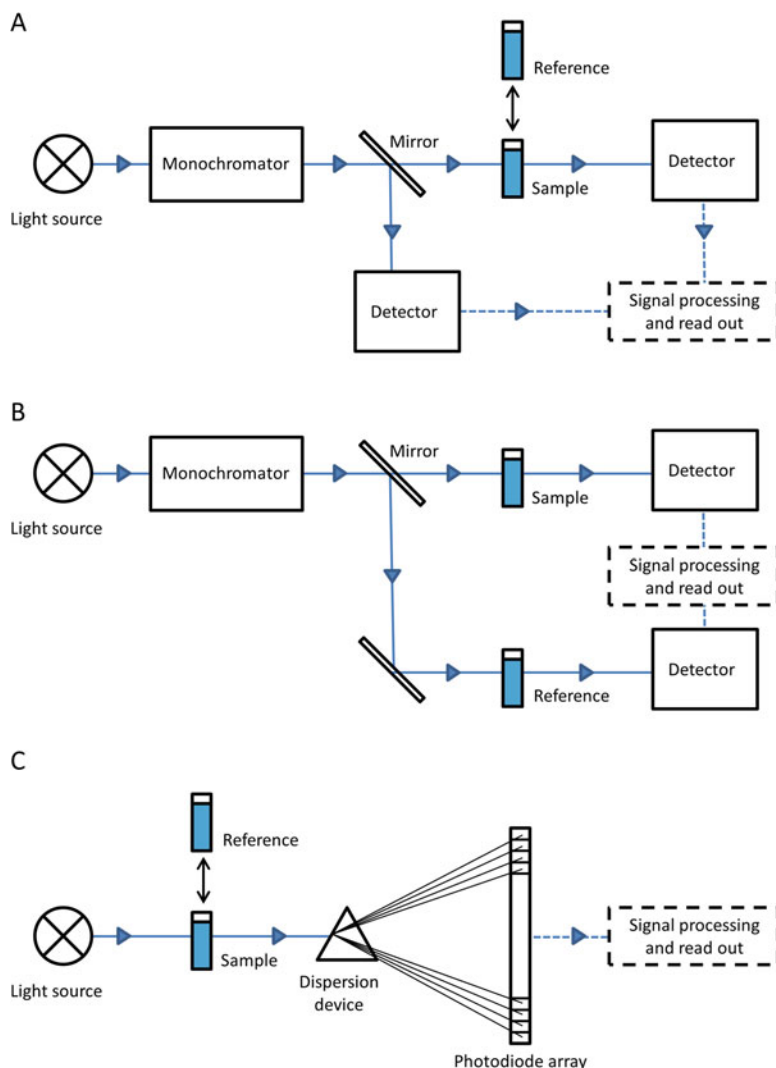 A
Reference
Mirror
Monochromator
Detector
Sample
Light source
Detector
Signal processing
and read out
B
Mirror
Monochromator
Detector
Sample
Light source
Signal processing
and read out
Detector
Reference
C
Reference
Signal processing
and read out
Sample
Light source
Dispersion
device
Photodiode array